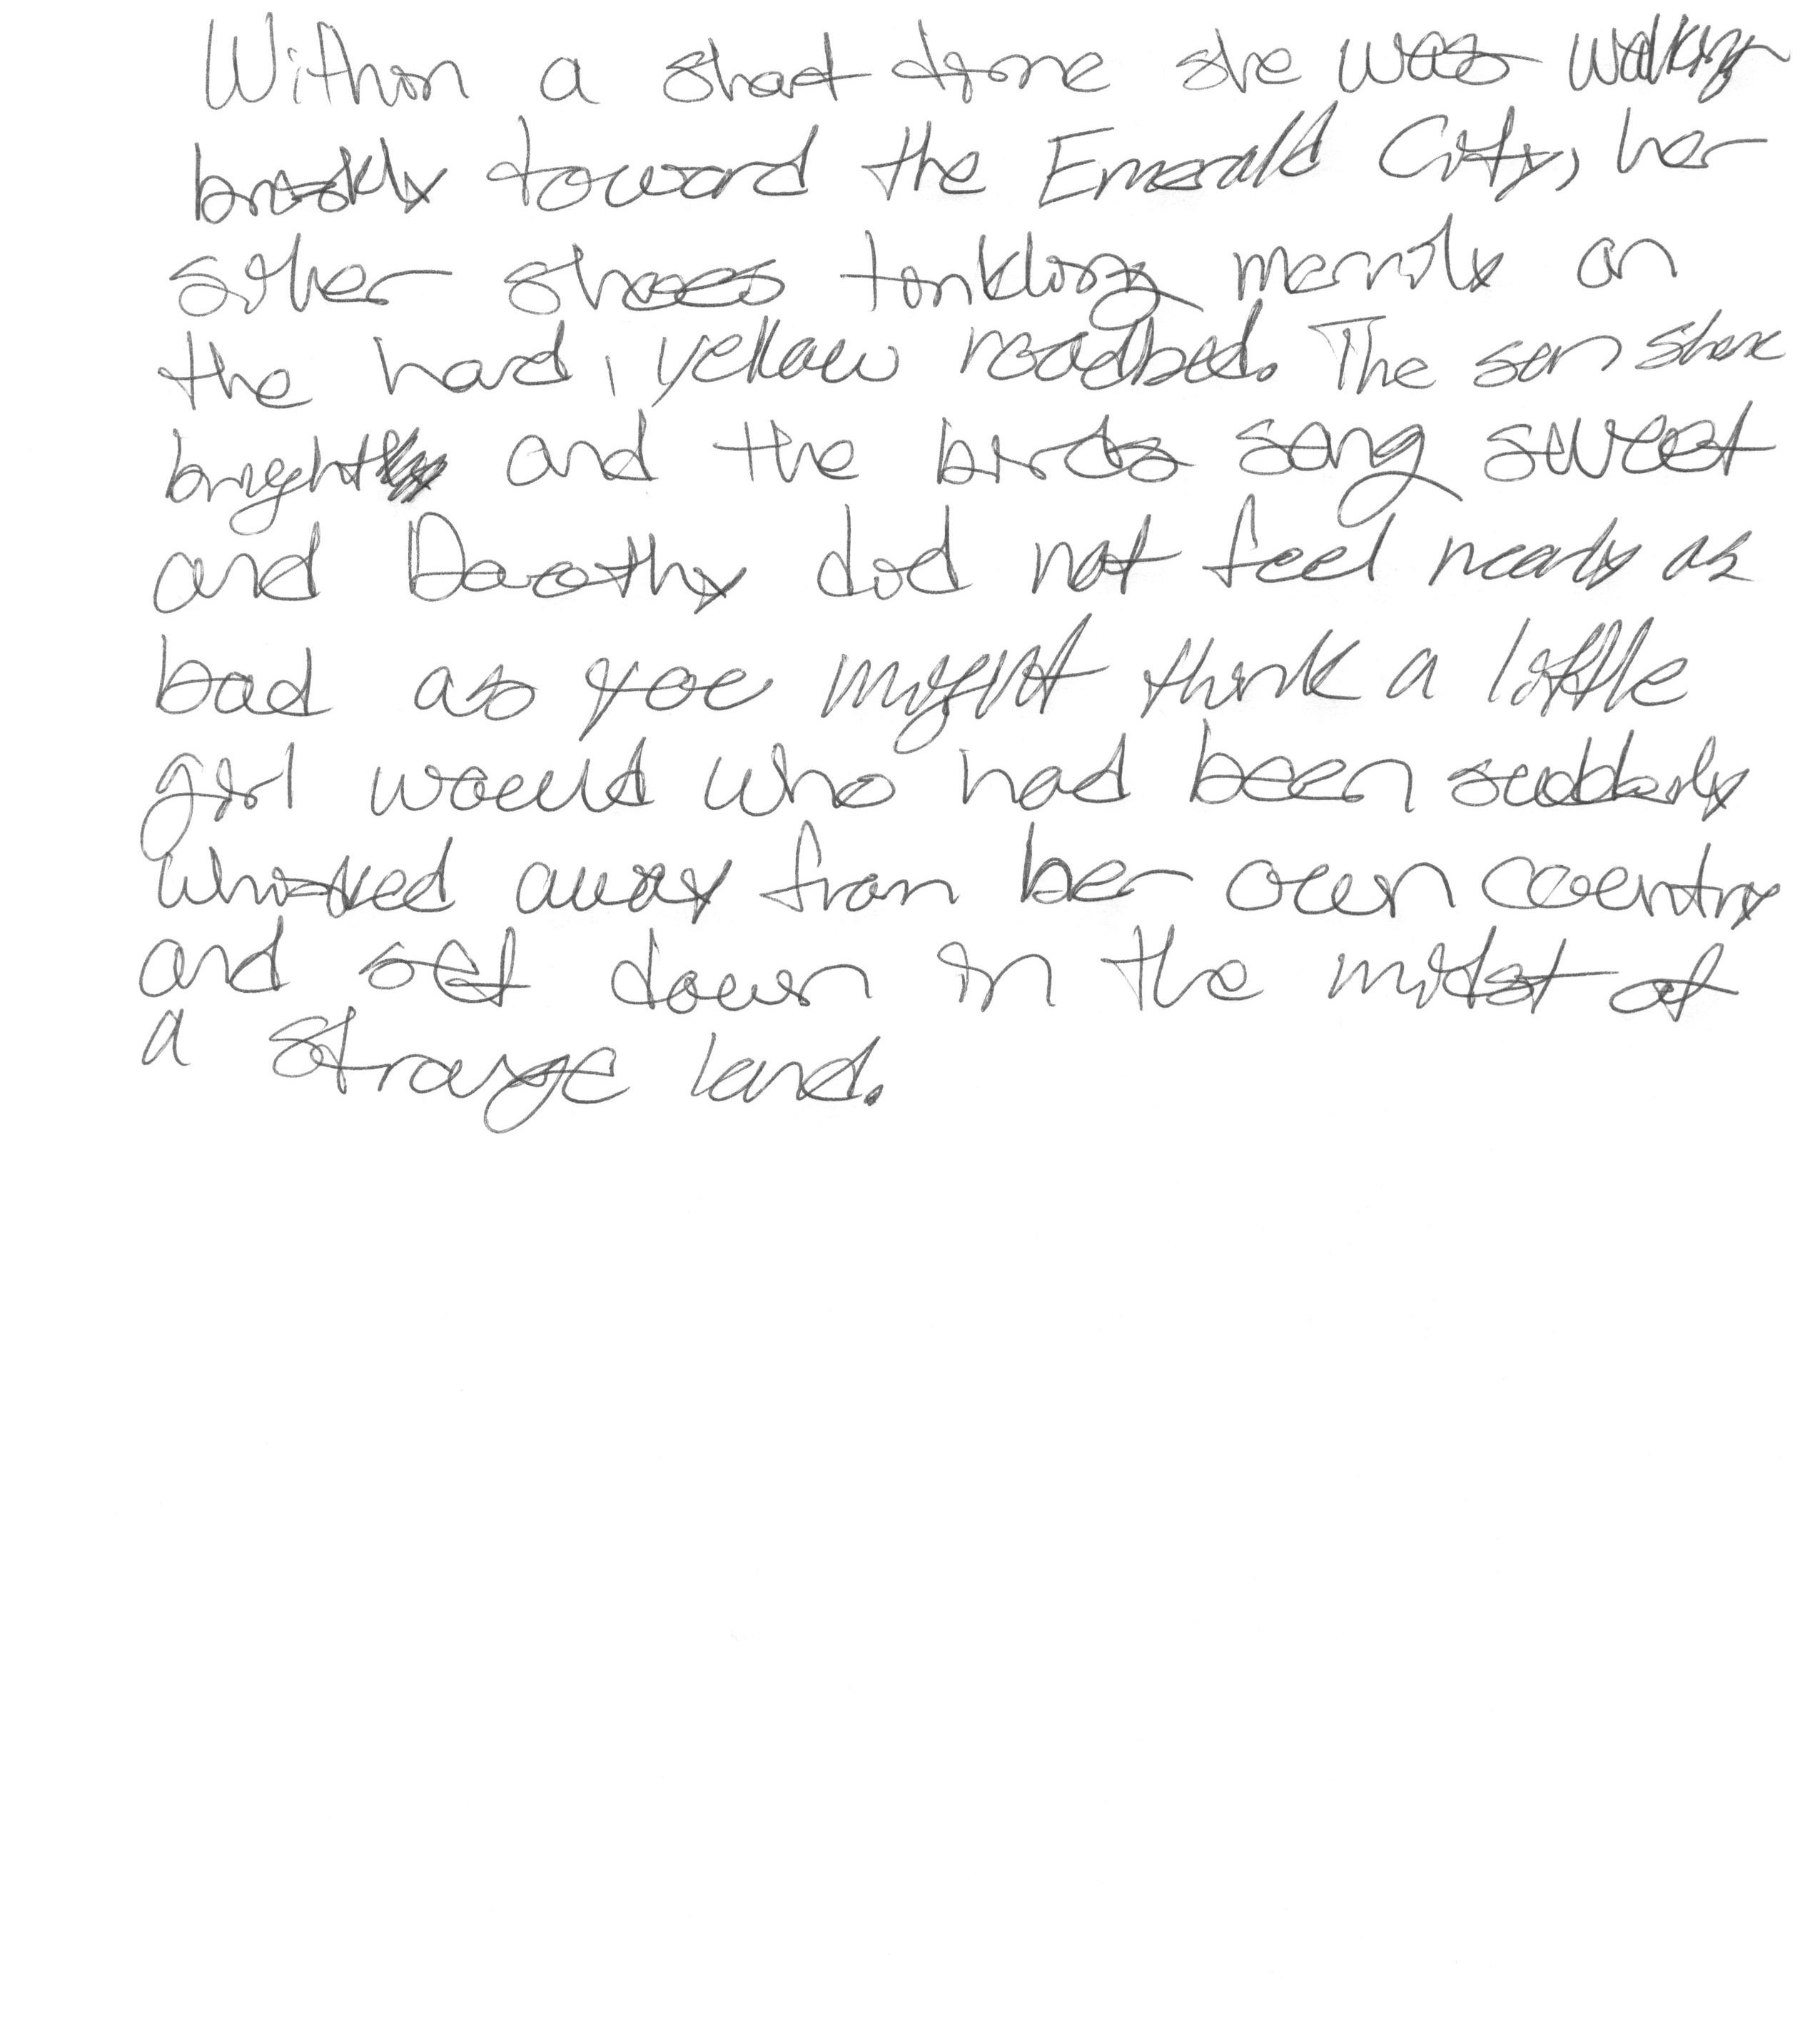 Within a short time she was walking
briskly toward the Emerald City, her
silver shoes tinkling merrily on
the hard, yellow roadbed. The sun shone
bright and the birds sang sweet
and Dorothy did not feel nearly as
bad as you might think a little
girl would who had been suddenly
whisked away from her own country
and set down in the midst of
a strange land.